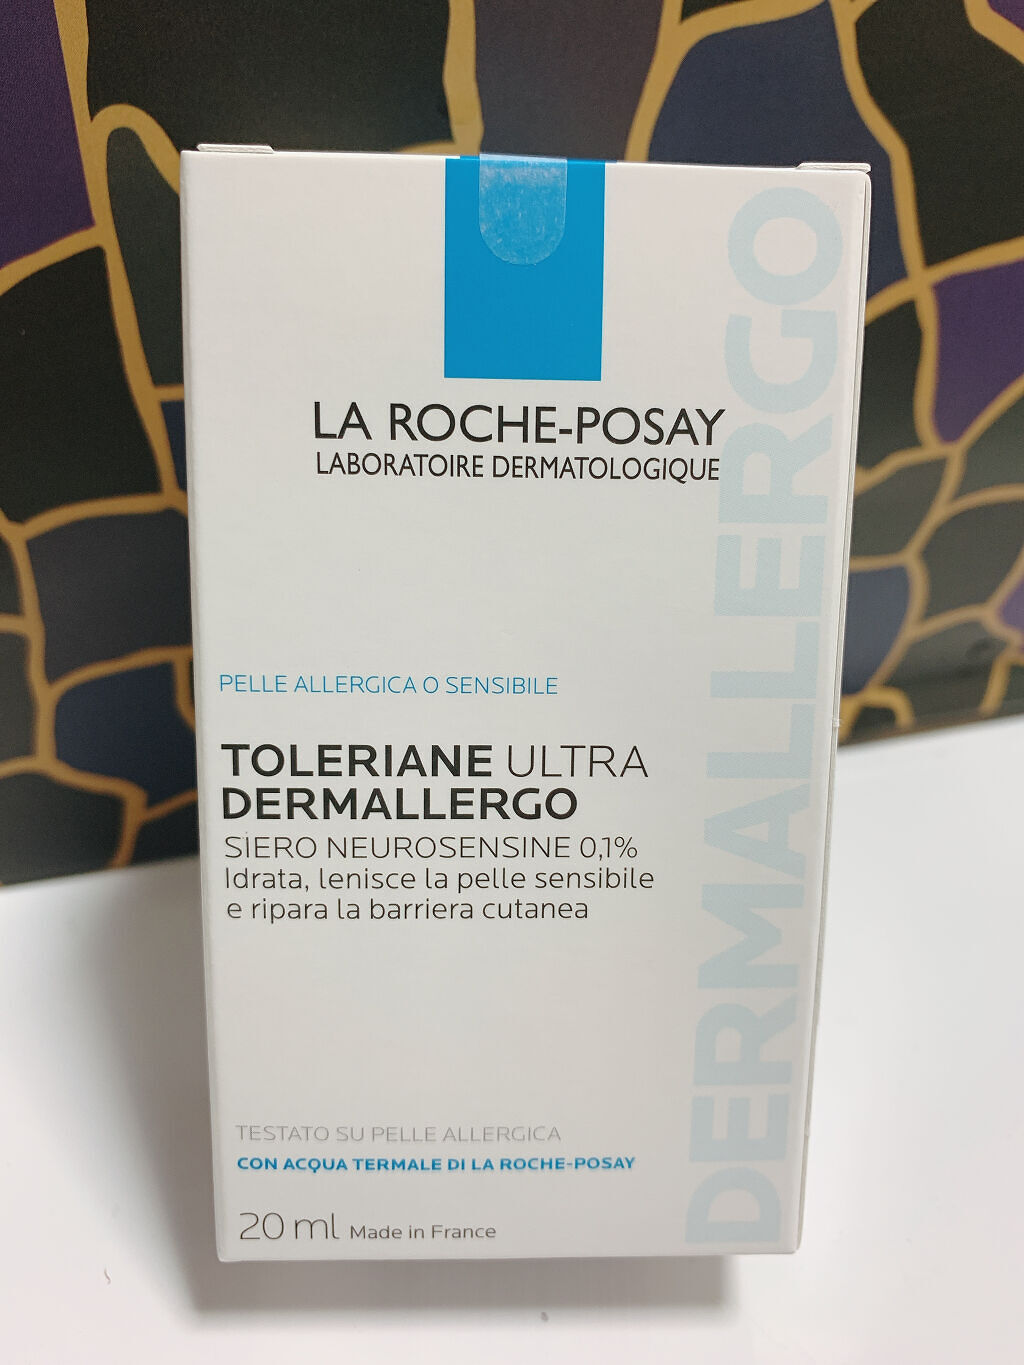 LA ROCHE-POSAY
LABORATOIRE DERMATOLOGIQUE
PELLE ALLERGICA O SENSIBILE
TOLERIANE ULTRA
DERMALLERGO
SIERO NEUROSENSINE 0,1%
Idrata, lenisce la pelle sensibile
e ripara la barriera cutanea
TESTATO SU PELLE ALLERGICA
CON ACQUA TERMALE DI LA ROCHE-POSAY
20 ml Made in France
DERMALLERGO